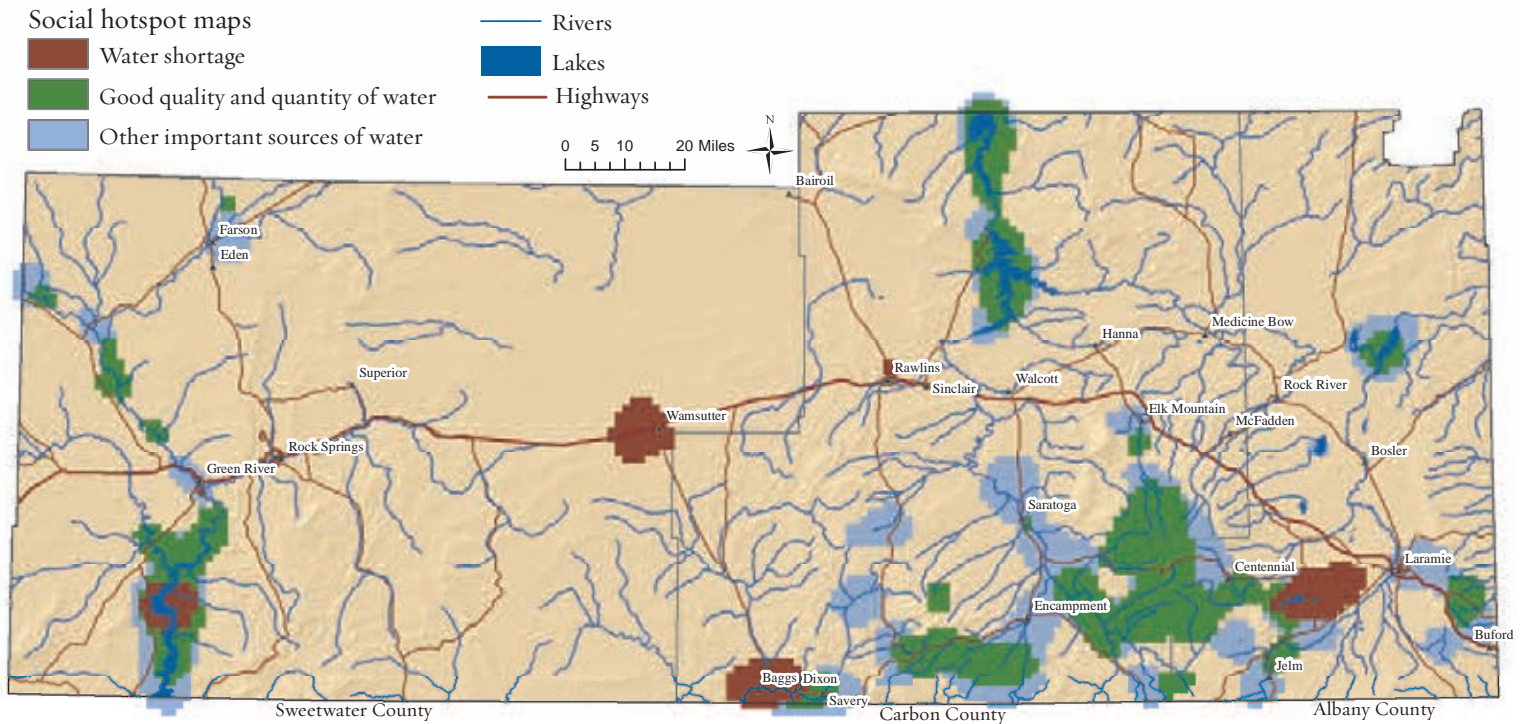 Social hotspot maps
Water shortage
Good quality and quantity of water
Other important sources of water
Rivers
Lakes
Highways
0 5 10 20 Miles
N
Bairoil
Farson
Eden
Medicine Bow
Hanna
Superior
Rawlins
Sinclair
Walcott
Rock River
Wamsutter
Elk Mountain
McFadden
Rock Springs
Green River
Bosler
Saratoga
Laramie
Centennial
Encampment
Buford
Jelm
Baggs
Dixon
Savery
Sweetwater County
Carbon County
Albany County